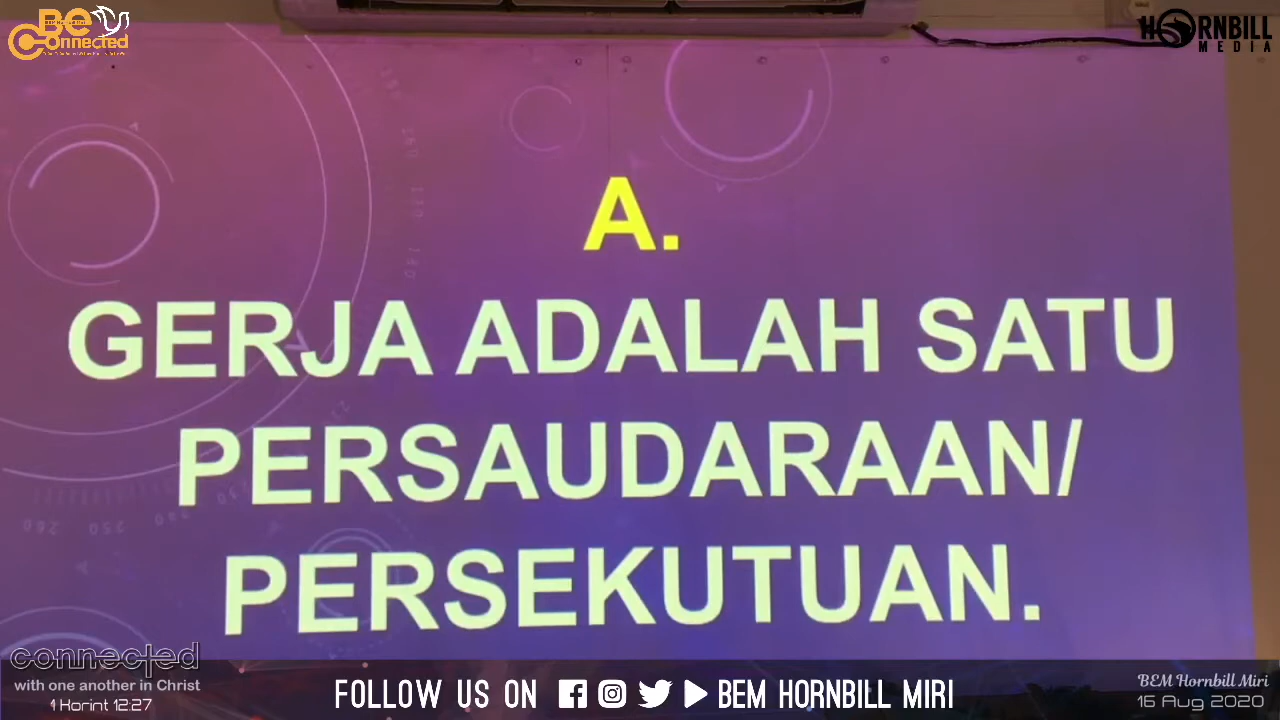 BE
Connected
HORNBILL
MEDIA
A.
GERJA ADALAH SATU
PERSAUDARAAN/
PERSEKUTUAN.
connected
with one another in Christ
1 Horint 12:27
FOLLOW US ON BEM HORNBILL MIRI
BEM Hornbill Miri
16 Aug 2020